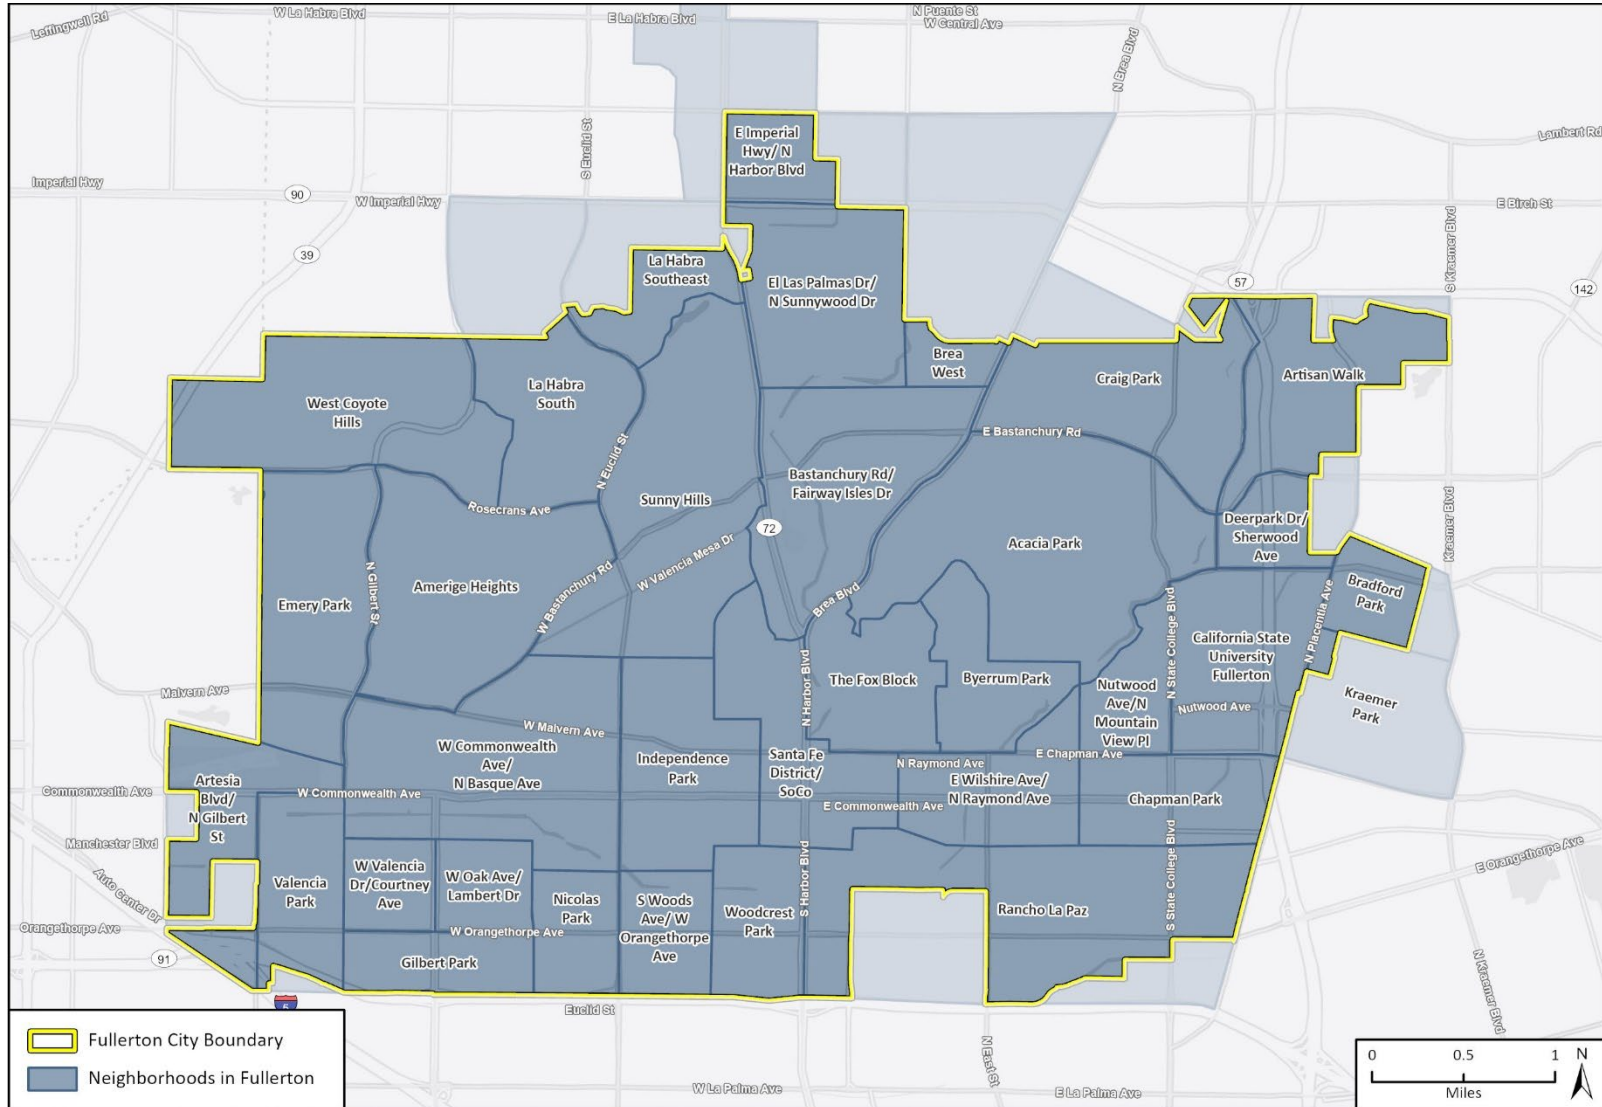 Leffingwell Rd
W La Habra Blvd
E La Habra Blvd
N Puente St
W Central Ave
N Brea Blvd
Lambert Rd
S Euclid St
E Imperial
Hwy/ N
Harbor Blvd
Imperial Hwy
90
W Imperial Hwy
E Birch St
S Kraemer Blvd
39
La Habra
Southeast
El Las Palmas Dr/
N Sunnywood Dr
57
142
Brea
West
Craig Park
Artisan Walk
La Habra
South
West Coyote
Hills
N Euclid St
E Bastanchury Rd
Bastanchury Rd/
Fairway Isles Dr
Sunny Hills
Rosecrans Ave
72
Kraemer Blvd
Deerpark Dr/
Sherwood
Ave
Acacia Park
W Valencia Mesa Dr
N Gilbert St
Amerige Heights
W Bastanchury Rd
Emery Park
Brea Blvd
N State College Blvd
N Placentia Ave
Bradford
Park
California State
University
Fullerton
The Fox Block
Byerrum Park
Nutwood
Ave/N
Mountain
View Pl
Nutwood Ave
Kraemer
Park
Malvern Ave
N Harbor Blvd
W Malvern Ave
E Chapman Ave
W Commonwealth
Ave/
N Basque Ave
Independence
Park
Santa Fe
District/
SoCo
N Raymond Ave
E Wilshire Ave/
N Raymond Ave
Chapman Park
Artesia
Blvd/
N Gilbert
St
Commonwealth Ave
W Commonwealth Ave
E Commonwealth Ave
Manchester Blvd
Auto Center Dr
S Harbor Blvd
S State College Blvd
E Orangethorpe Ave
Valencia
Park
W Valencia
Dr/Courtney
Ave
W Oak Ave/
Lambert Dr
Nicolas
Park
S Woods
Ave/ W
Orangethorpe
Ave
Woodcrest
Park
Rancho La Paz
Orangethorpe Ave
W Orangethorpe Ave
91
Gilbert Park
N Kraemer Blvd
5
Euclid St
N East St
W La Palma Ave
E La Palma Ave
Fullerton City Boundary
Neighborhoods in Fullerton
0 0.5 1
Miles
N